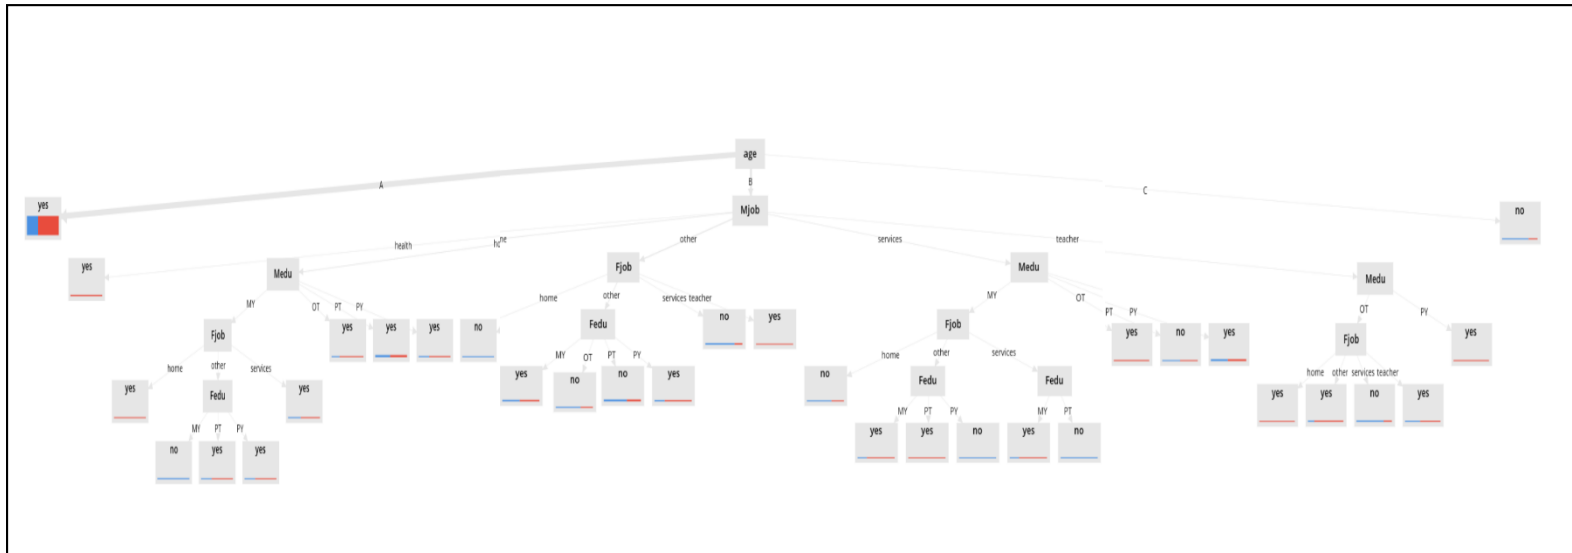 age
A
B
C
yes
Mjob
no
health
home
other
services
teacher
yes
Medu
Fjob
Medu
Medu
MY
OT
PT
PY
home
other
services teacher
MY
OT
PT
PY
OT
PY
Fjob
yes
yes
yes
no
Fedu
no
yes
Fjob
yes
no
yes
Fjob
yes
home
other
services
MY
OT
PT
PY
home
other
services
home
other
services
teacher
yes
Fedu
yes
yes
no
no
yes
no
Fedu
Fedu
yes
yes
no
yes
MY
PT
PY
MY
PT
PY
MY
PT
no
yes
yes
yes
yes
no
yes
no